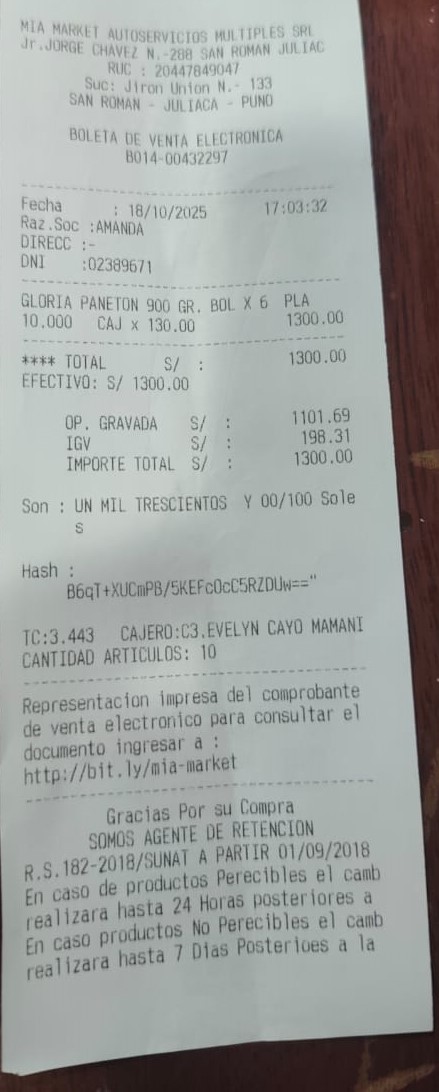 MIA MARKET AUTOSERVICIOS MULTIPLES SRL
Jr.JORGE CHAVEZ N.-288 SAN ROMAN JULIAC
RUC : 20447849047
Suc: Jiron Union N.- 133
SAN ROMAN - JULIACA - PUNO
BOLETA DE VENTA ELECTRONICA
B014-00432297
Fecha : 18/10/2025 17:03:32
Raz.Soc :AMANDA
DIRECC :-
DNI :02389671
GLORIA PANETON 900 GR. BOL X 6 PLA
10.000 CAJ x 130.00 1300.00
**** TOTAL S/ : 1300.00
EFECTIVO: S/ 1300.00
OP. GRAVADA S/ : 1101.69
IGV S/ : 198.31
IMPORTE TOTAL S/ : 1300.00
Son : UN MIL TRESCIENTOS Y 00/100 Sole
s
Hash :
B6qT+XUCmPB/5KEFcOcC5RZDUw=="
TC:3.443 CAJERO:C3.EVELYN CAYO MAMANI
CANTIDAD ARTICULOS: 10
Representacion impresa del comprobante
de venta electronico para consultar el
documento ingresar a :
http://bit.ly/mia-market
Gracias Por su Compra
SOMOS AGENTE DE RETENCION
R.S.182-2018/SUNAT A PARTIR 01/09/2018
En caso de productos Perecibles el camb
realizara hasta 24 Horas posteriores a
En caso productos No Perecibles el camb
realizara hasta 7 Dias Posterioes a la